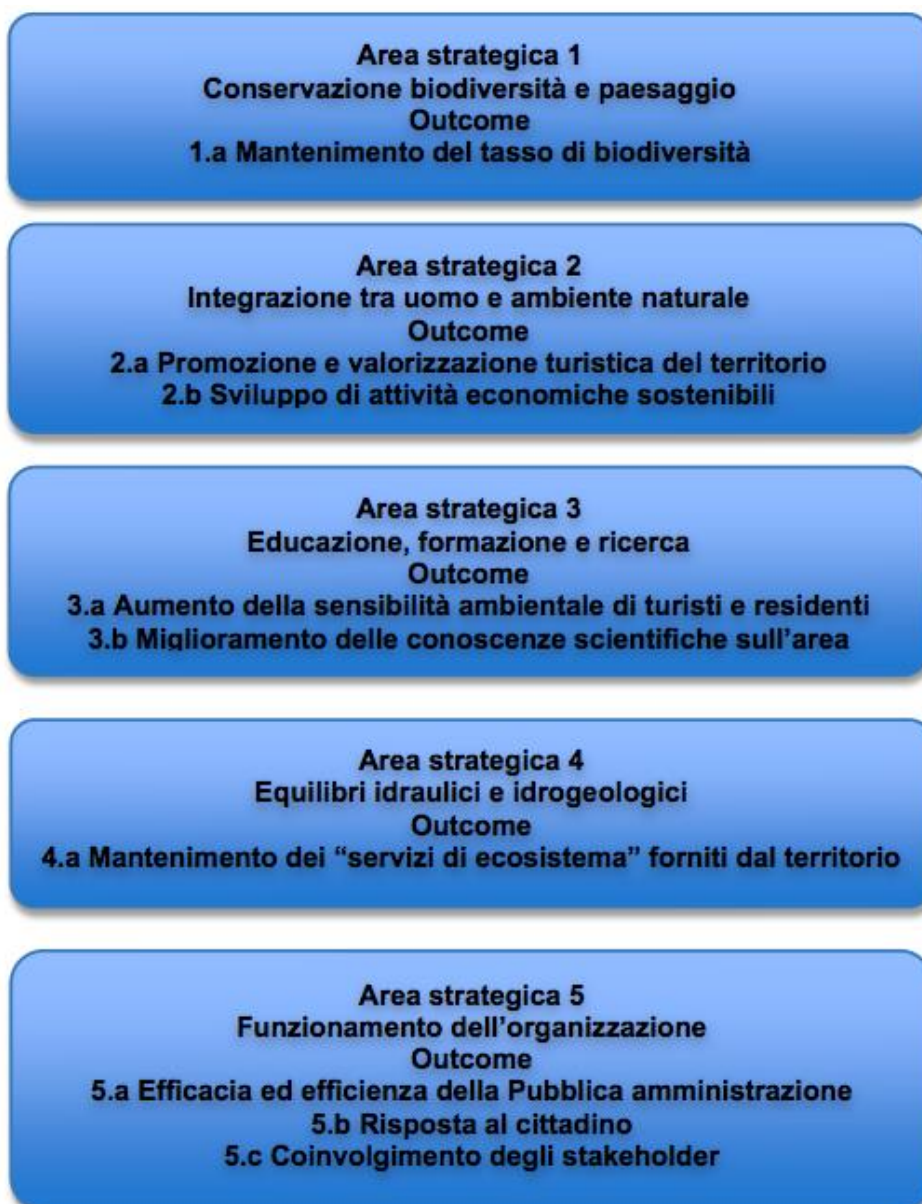 Area strategica 1
Conservazione biodiversità e paesaggio
Outcome
1.a Mantenimento del tasso di biodiversità
Area strategica 2
Integrazione tra uomo e ambiente naturale
Outcome
2.a Promozione e valorizzazione turistica del territorio
2.b Sviluppo di attività economiche sostenibili
Area strategica 3
Educazione, formazione e ricerca
Outcome
3.a Aumento della sensibilità ambientale di turisti e residenti
3.b Miglioramento delle conoscenze scientifiche sull’area
Area strategica 4
Equilibri idraulici e idrogeologici
Outcome
4.a Mantenimento dei “servizi di ecosistema” forniti dal territorio
Area strategica 5
Funzionamento dell’organizzazione
Outcome
5.a Efficacia ed efficienza della Pubblica amministrazione
5.b Risposta al cittadino
5.c Coinvolgimento degli stakeholder